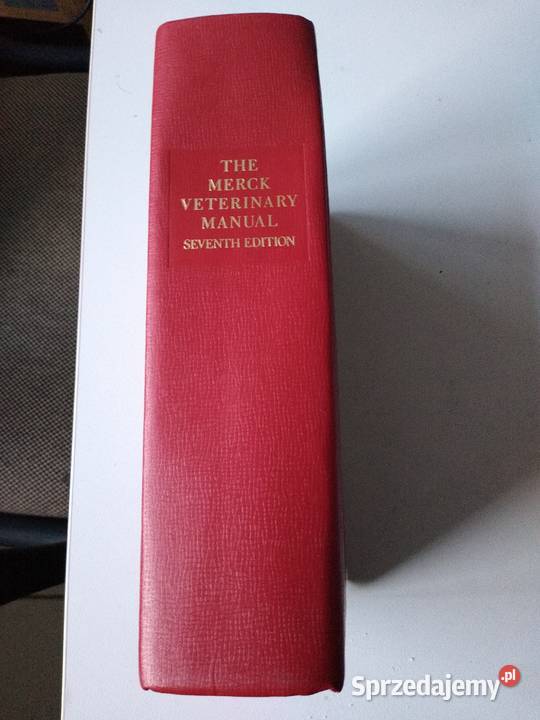 THE
MERCK
VETERINARY
MANUAL
SEVENTH EDITION
Sprzedajemy.pl